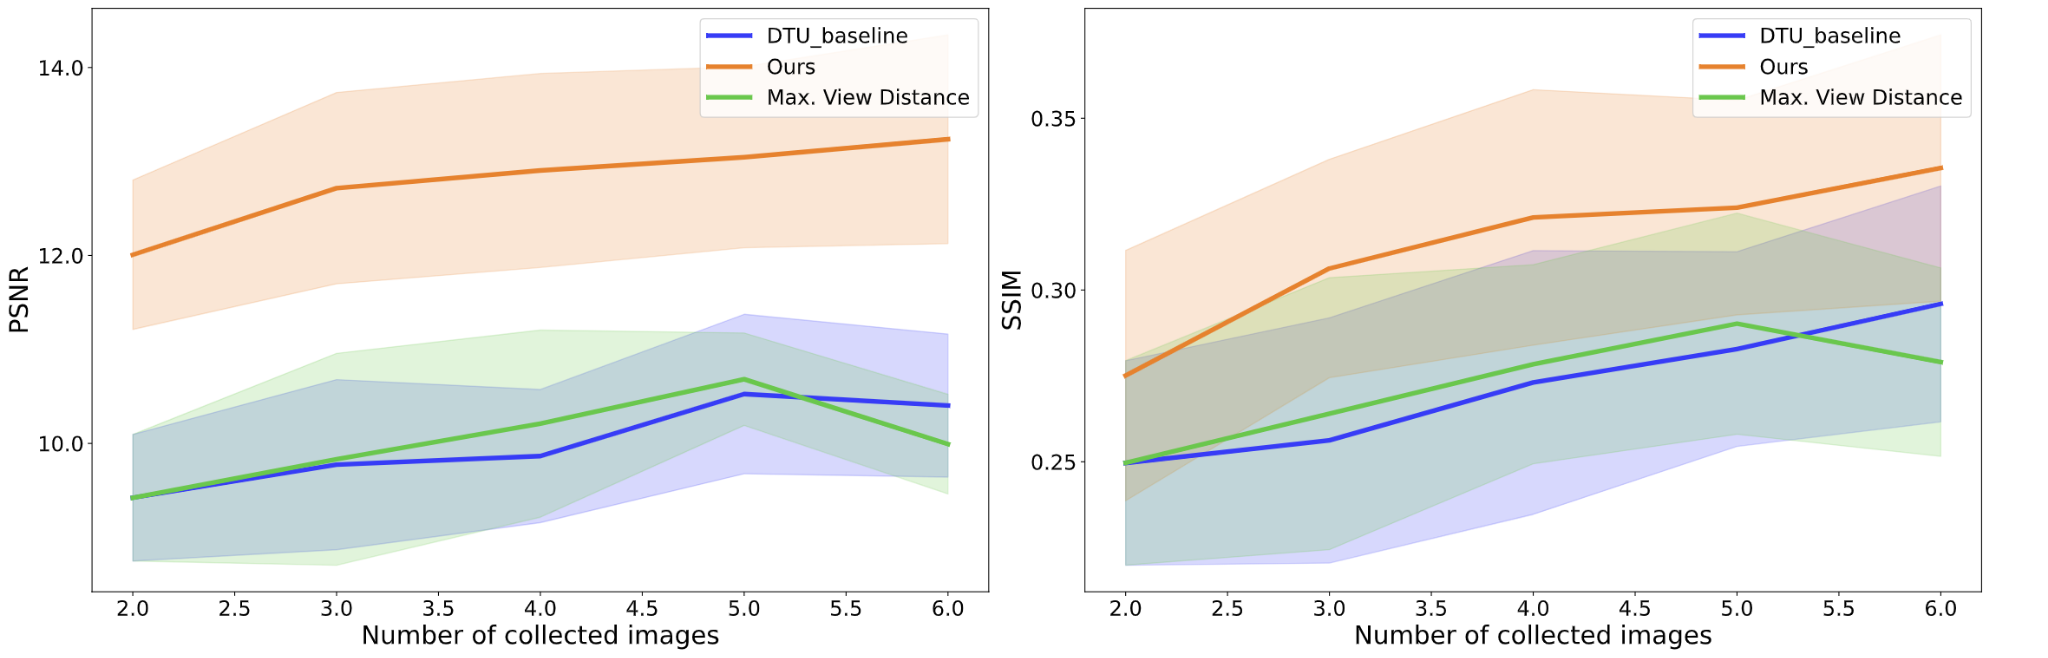 DTU_baseline
Ours
Max. View Distance
14.0
12.0
10.0
PSNR
2.0 2.5 3.0 3.5 4.0 4.5 5.0 5.5 6.0
Number of collected images
DTU_baseline
Ours
Max. View Distance
0.35
0.30
0.25
SSIM
2.0 2.5 3.0 3.5 4.0 4.5 5.0 5.5 6.0
Number of collected images